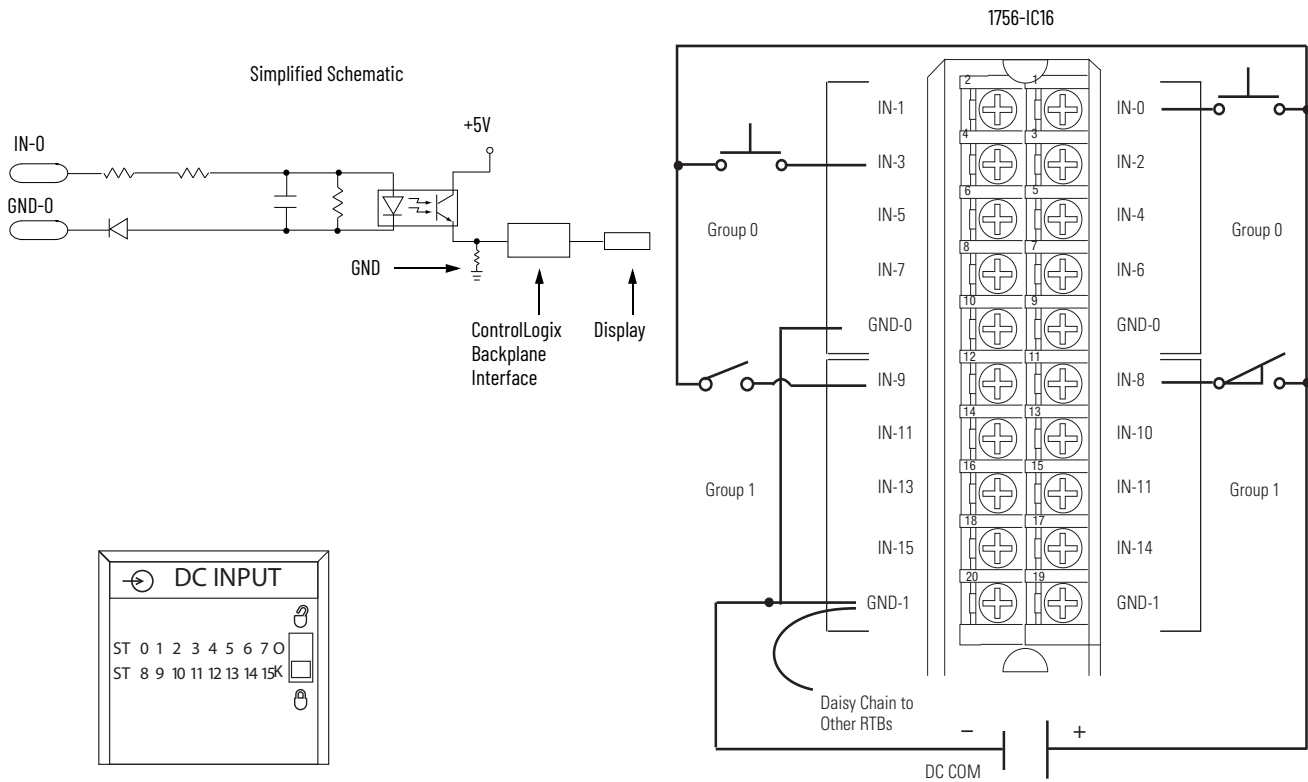 1756-IC16
Simplified Schematic
+5V
IN-0
GND-0
GND
ControlLogix
Backplane
Interface
Display
IN-1
2
1
IN-0
IN-3
4
3
IN-2
IN-5
6
5
IN-4
Group 0
Group 0
IN-7
8
7
IN-6
GND-0
10
9
GND-0
IN-9
12
11
IN-8
IN-11
14
13
IN-10
Group 1
IN-13
16
15
IN-11
Group 1
IN-15
18
17
IN-14
GND-1
20
19
GND-1
Daisy Chain to
Other RTBs
–
+
DC COM
DC INPUT
ST 0 1 2 3 4 5 6 7 O
ST 8 9 10 11 12 13 14 15 K